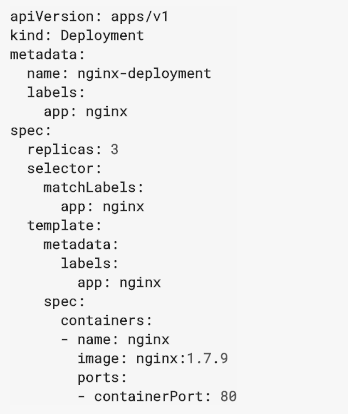 apiVersion: apps/v1
kind: Deployment
metadata:
  name: nginx-deployment
  labels:
    app: nginx
spec:
  replicas: 3
  selector:
    matchLabels:
      app: nginx
  template:
    metadata:
      labels:
        app: nginx
    spec:
      containers:
      - name: nginx
        image: nginx:1.7.9
        ports:
        - containerPort: 80